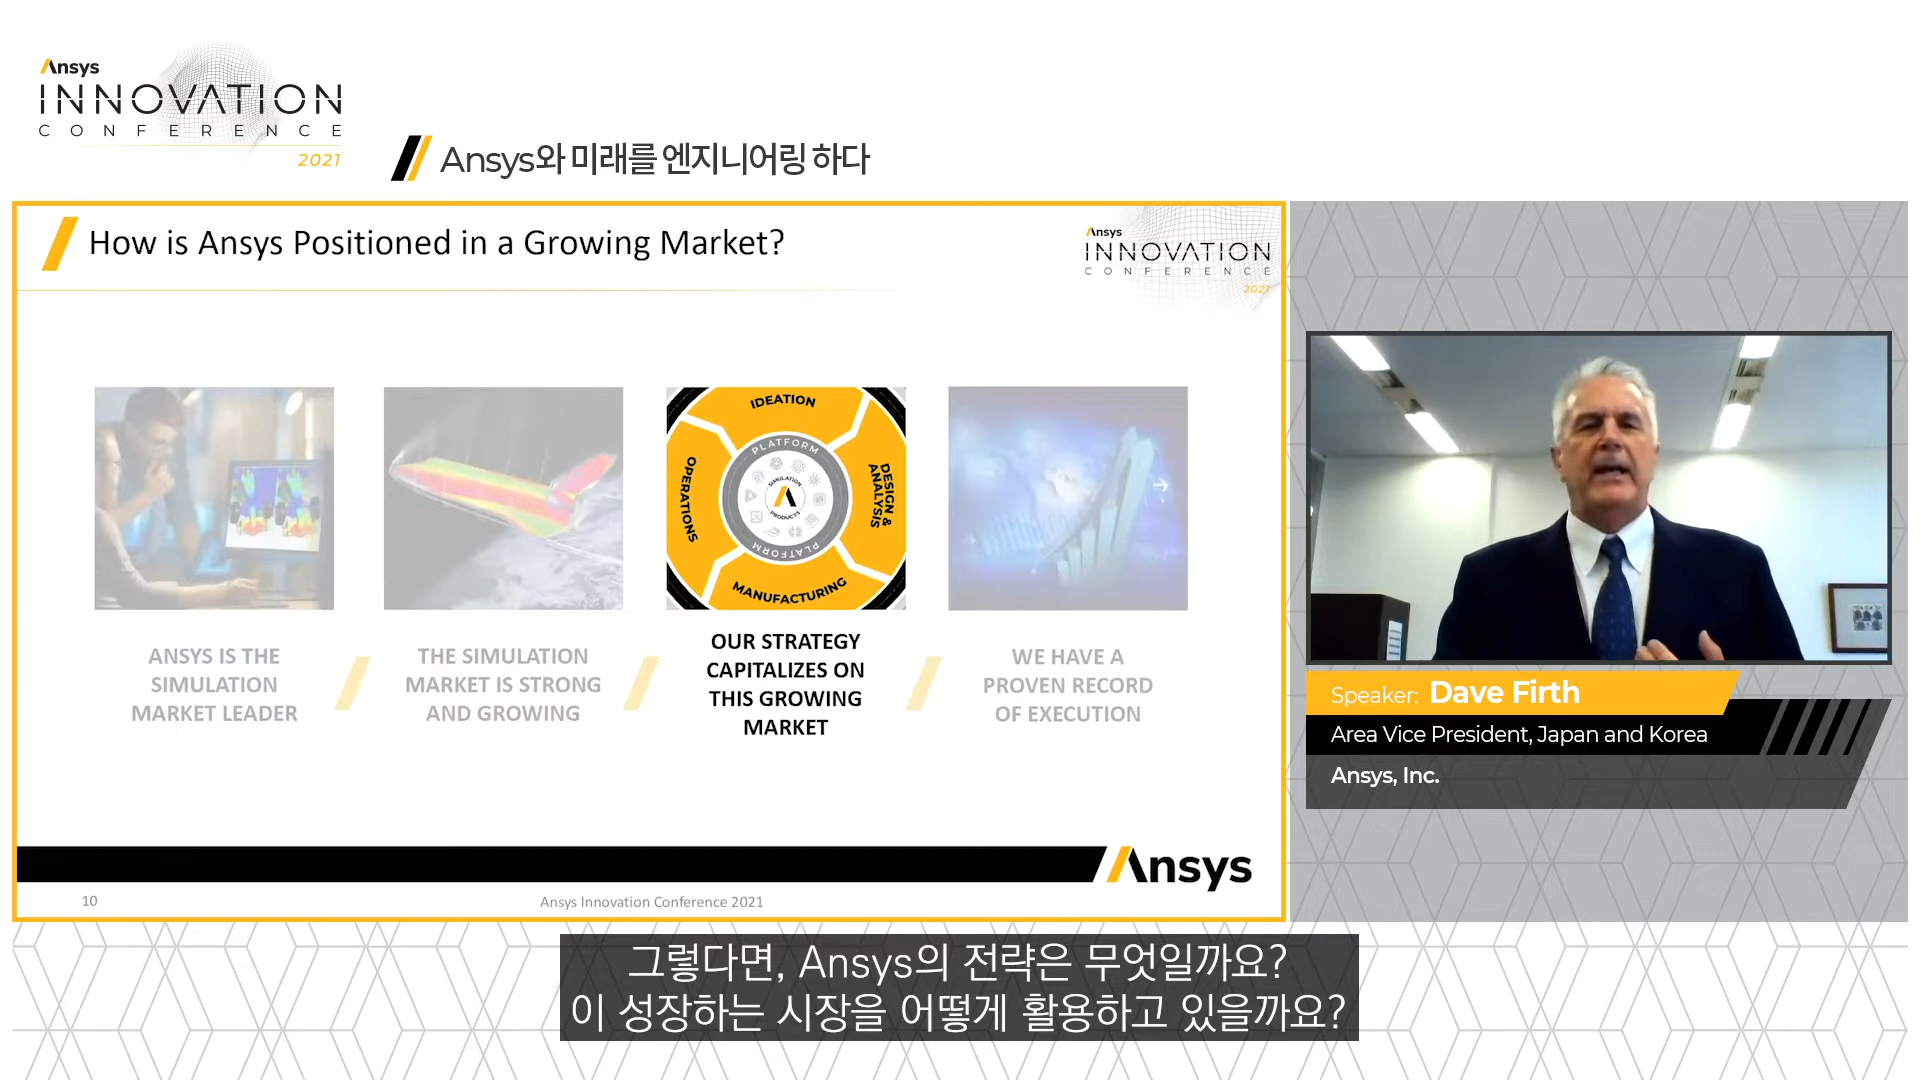 Ansys
INNOVATION
CONFERENCE
2021
Ansys와 미래를 엔지니어링 하다
How is Ansys Positioned in a Growing Market?
Ansys
INNOVATION
CONFERENCE
2021
IDEATION
DESIGN &
ANALYSIS
MANUFACTURING
OPERATIONS
PLATFORM
PLATFORM
SIMULATION
PRODUCTS
ANSYS IS THE
SIMULATION
MARKET LEADER
THE SIMULATION
MARKET IS STRONG
AND GROWING
OUR STRATEGY
CAPITALIZES ON
THIS GROWING
MARKET
WE HAVE A
PROVEN RECORD
OF EXECUTION
Ansys
10
Ansys Innovation Conference 2021
Speaker: Dave Firth
Area Vice President, Japan and Korea
Ansys, Inc.
그렇다면, Ansys의 전략은 무엇일까요?
이 성장하는 시장을 어떻게 활용하고 있을까요?